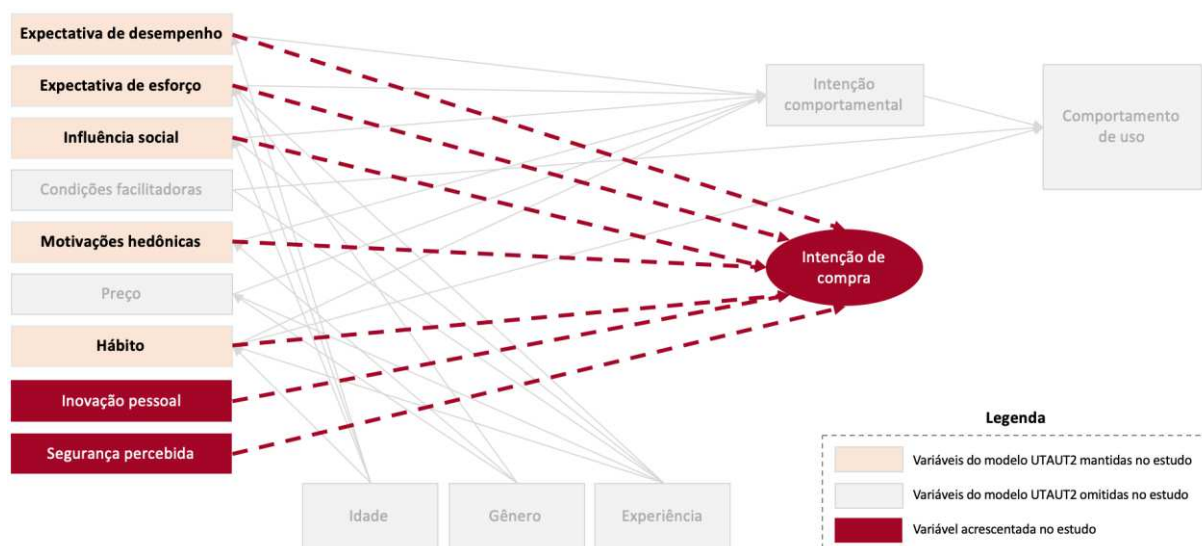 Expectativa de desempenho
Expectativa de esforço
Influência social
Condições facilitadoras
Motivações hedônicas
Preço
Hábito
Inovação pessoal
Segurança percebida
Intenção
comportamental
Comportamento
de uso
Intenção de
compra
Idade
Gênero
Experiência
Legenda
Variáveis do modelo UTAUT2 mantidas no estudo
Variáveis do modelo UTAUT2 omitidas no estudo
Variável acrescentada no estudo